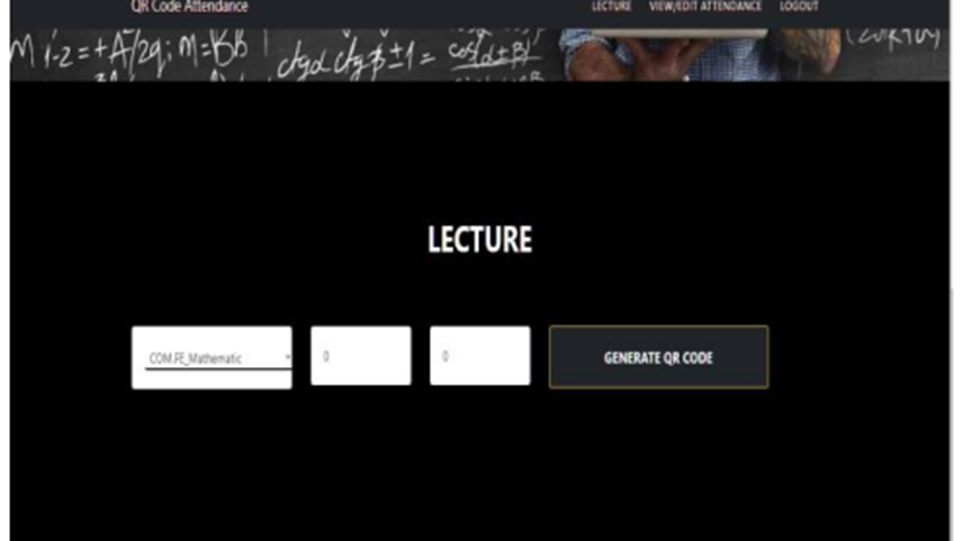 QR Code Attendance
LECTURE VIEW/EDIT ATTENDANCE LOGOUT
LECTURE
COM.FE_Mathematic
0
0
GENERATE QR CODE